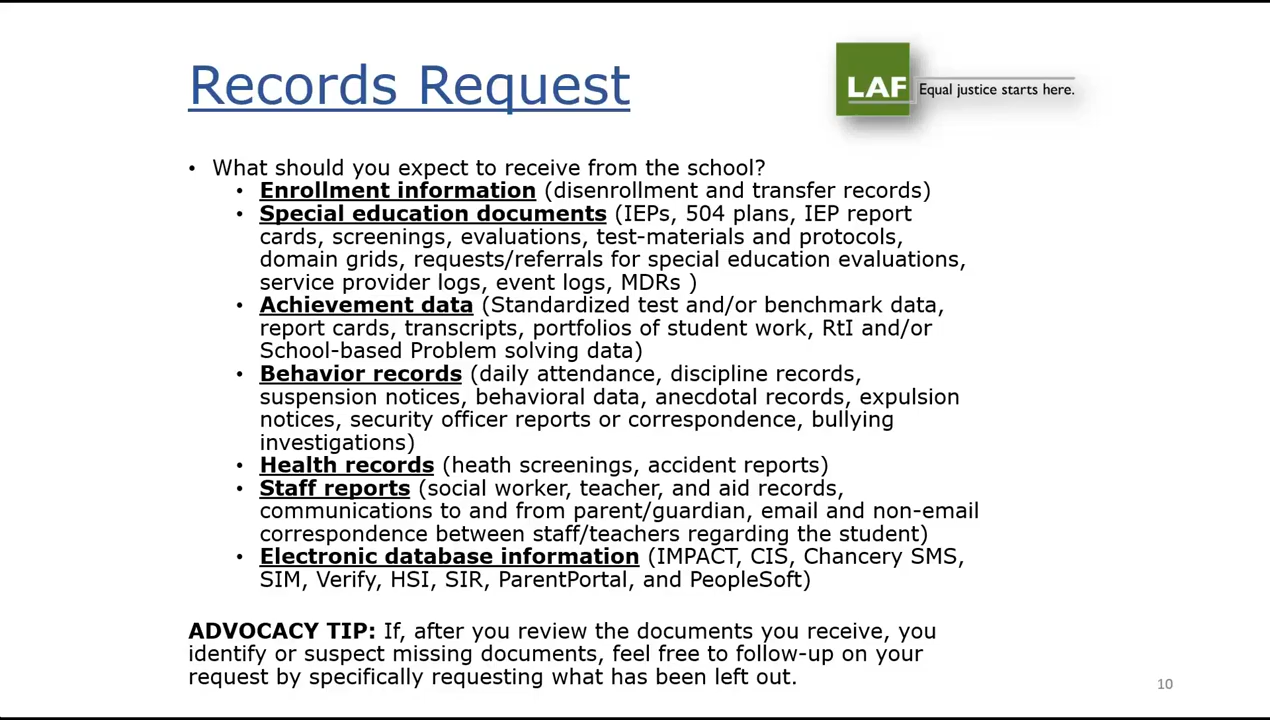 Records Request
LAF
Equal justice starts here.
• What should you expect to receive from the school?
• Enrollment information (disenrollment and transfer records)
• Special education documents (IEPs, 504 plans, IEP report
cards, screenings, evaluations, test-materials and protocols,
domain grids, requests/referrals for special education evaluations,
service provider logs, event logs, MDRs )
• Achievement data (Standardized test and/or benchmark data,
report cards, transcripts, portfolios of student work, RtI and/or
School-based Problem solving data)
• Behavior records (daily attendance, discipline records,
suspension notices, behavioral data, anecdotal records, expulsion
notices, security officer reports or correspondence, bullying
investigations)
• Health records (heath screenings, accident reports)
• Staff reports (social worker, teacher, and aid records,
communications to and from parent/guardian, email and non-email
correspondence between staff/teachers regarding the student)
• Electronic database information (IMPACT, CIS, Chancery SMS,
SIM, Verify, HSI, SIR, ParentPortal, and PeopleSoft)
ADVOCACY TIP: If, after you review the documents you receive, you
identify or suspect missing documents, feel free to follow-up on your
request by specifically requesting what has been left out.
10